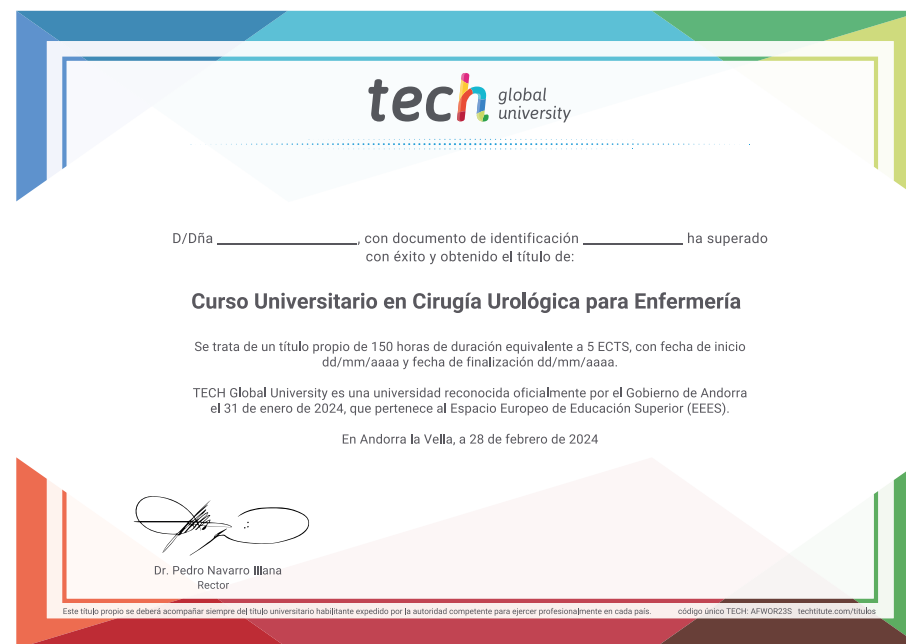 tech global university
D/Dña ____________________, con documento de identificación ______________ ha superado
con éxito y obtenido el título de:
Curso Universitario en Cirugía Urológica para Enfermería
Se trata de un título propio de 150 horas de duración equivalente a 5 ECTS, con fecha de inicio
dd/mm/aaaa y fecha de finalización dd/mm/aaaa.
TECH Global University es una universidad reconocida oficialmente por el Gobierno de Andorra
el 31 de enero de 2024, que pertenece al Espacio Europeo de Educación Superior (EEES).
En Andorra la Vella, a 28 de febrero de 2024
Dr. Pedro Navarro Illana
Rector
Este título propio se deberá acompañar siempre del título universitario habilitante expedido por la autoridad competente para ejercer profesionalmente en cada país. código único TECH: AFWOR23S techtitute.com/titulos